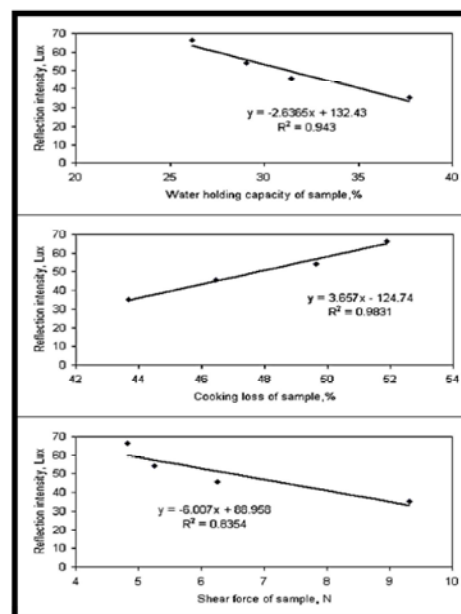 Reflection intensity, Lux
70
60
50
40
30
20
10
0
y = -2.6365x + 132.43
R² = 0.943
20 25 30 35 40
Water holding capacity of sample,%
Reflection intensity, Lux
70
60
50
40
30
20
10
0
y = 3.657x - 124.74
R² = 0.9831
42 44 46 48 50 52 54
Cooking loss of sample,%
Reflection intensity, Lux
70
60
50
40
30
20
10
0
y = -6.007x + 88.958
R² = 0.8354
4 5 6 7 8 9 10
Shear force of sample, N